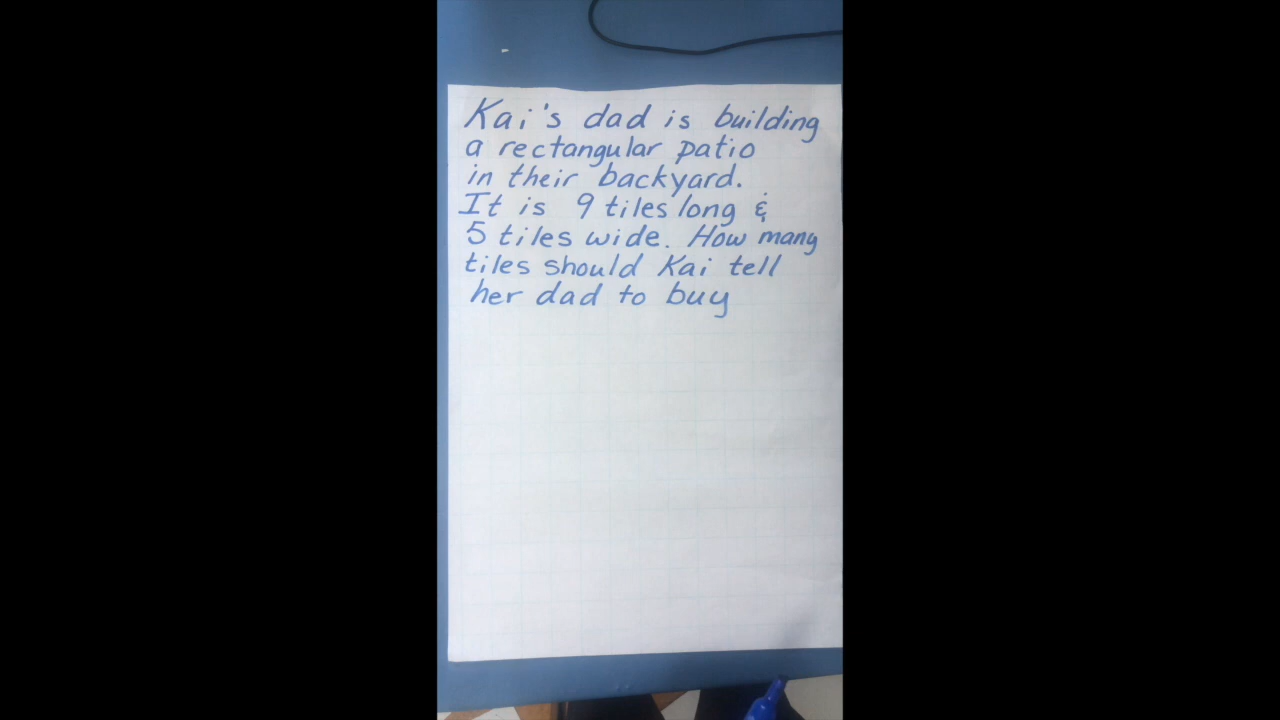 Kai's dad is building
a rectangular patio
in their backyard.
It is 9 tiles long &
5 tiles wide. How many
tiles should Kai tell
her dad to buy